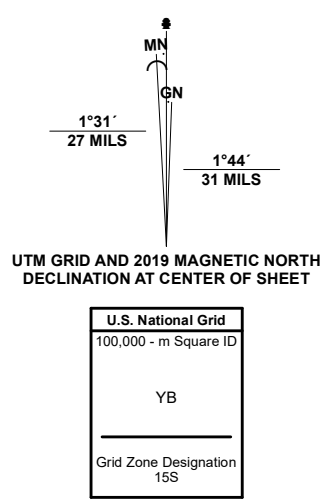 MN
GN
1°31´
27 MILS
1°44´
31 MILS
UTM GRID AND 2019 MAGNETIC NORTH
DECLINATION AT CENTER OF SHEET
U.S. National Grid
100,000 - m Square ID
YB
Grid Zone Designation
15S